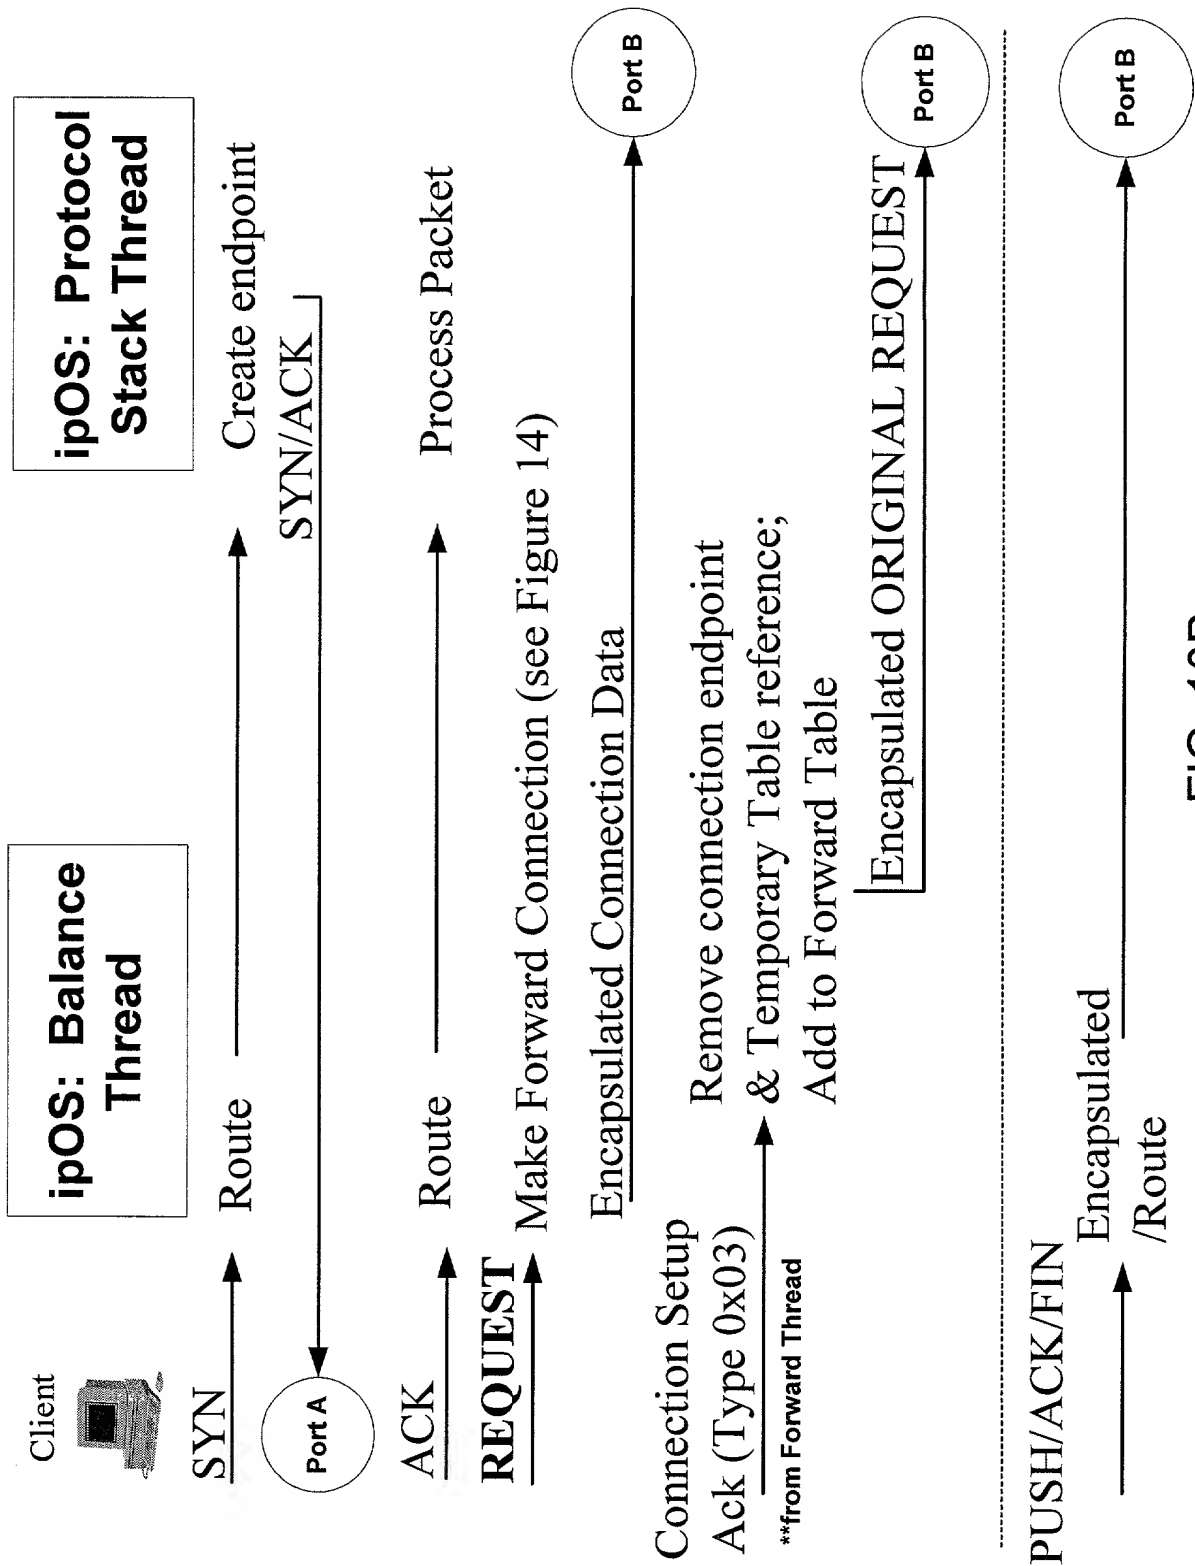 Client
ipOS: Balance
Thread
ipOS: Protocol
Stack Thread
SYN
Route
Create endpoint
SYN/ACK
Port A
ACK
Route
Process Packet
REQUEST
Make Forward Connection (see Figure 14)
Encapsulated Connection Data
Port B
Connection Setup
Ack (Type 0x03)
**from Forward Thread
Remove connection endpoint
& Temporary Table reference;
Add to Forward Table
Encapsulated ORIGINAL REQUEST
Port B
PUSH/ACK/FIN
Encapsulated
/Route
Port B